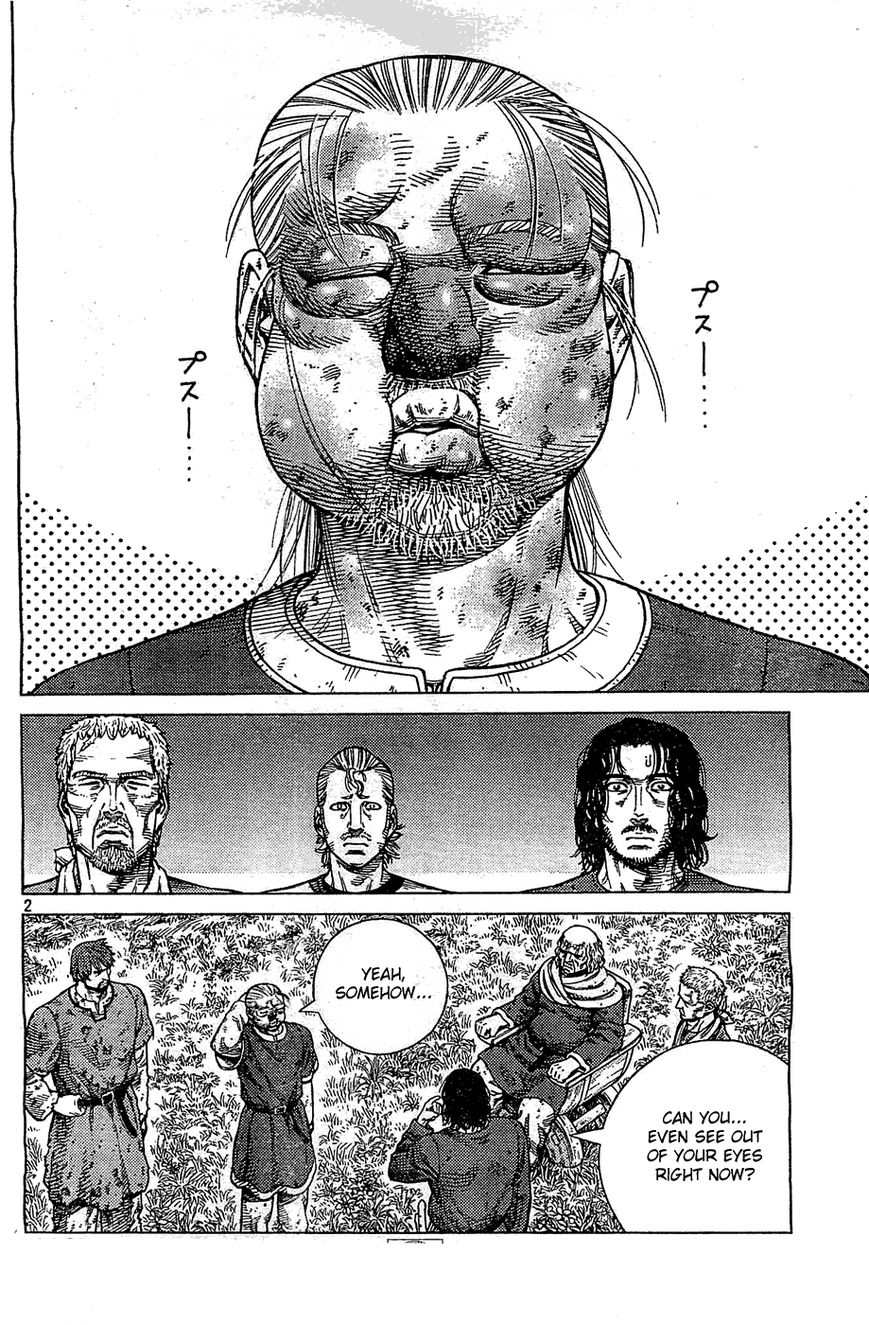 プスー……
プスー……
2
CAN YOU...
EVEN SEE OUT
OF YOUR EYES
RIGHT NOW?
YEAH,
SOMEHOW...